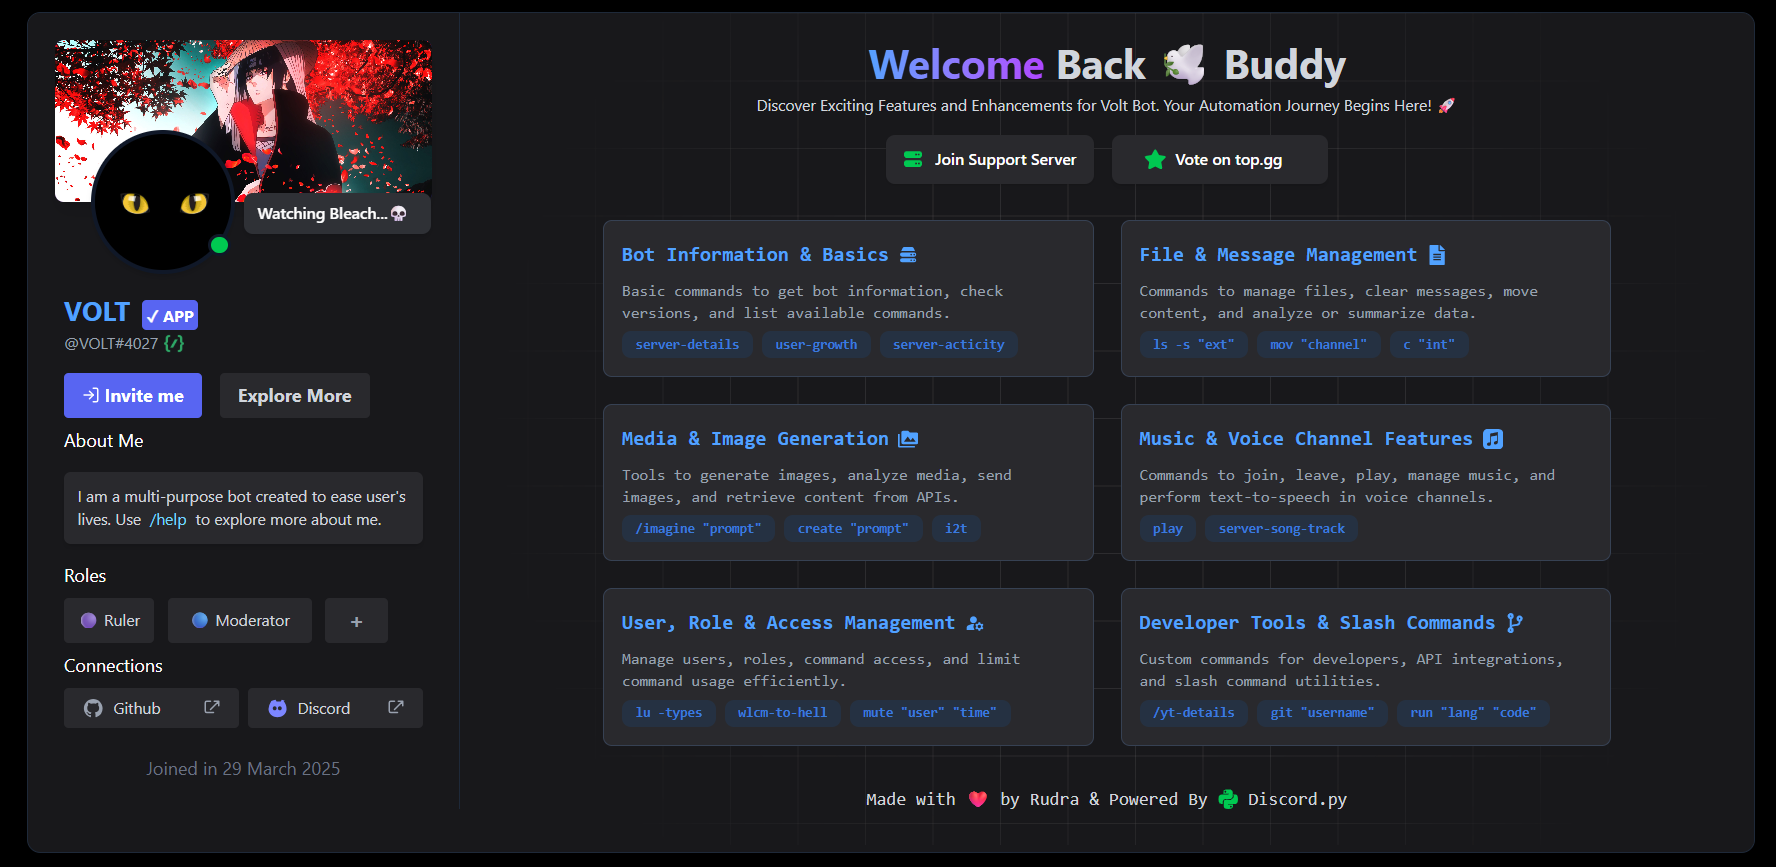 Watching Bleach...💀
VOLT ✓ APP
@VOLT#4027 {/}
Invite me
Explore More
About Me
I am a multi-purpose bot created to ease user's
lives. Use /help to explore more about me.
Roles
Ruler
Moderator
+
Connections
Github
Discord
Joined in 29 March 2025
Welcome Back 🕊️ Buddy
Discover Exciting Features and Enhancements for Volt Bot. Your Automation Journey Begins Here! 🚀
Join Support Server
Vote on top.gg
Bot Information & Basics
Basic commands to get bot information, check
versions, and list available commands.
server-details user-growth server-acticity
File & Message Management
Commands to manage files, clear messages, move
content, and analyze or summarize data.
ls -s "ext" mov "channel" c "int"
Media & Image Generation
Tools to generate images, analyze media, send
images, and retrieve content from APIs.
/imagine "prompt" create "prompt" i2t
Music & Voice Channel Features
Commands to join, leave, play, manage music, and
perform text-to-speech in voice channels.
play server-song-track
User, Role & Access Management
Manage users, roles, command access, and limit
command usage efficiently.
lu -types wlcm-to-hell mute "user" "time"
Developer Tools & Slash Commands
Custom commands for developers, API integrations,
and slash command utilities.
/yt-details git "username" run "lang" "code"
Made with ❤️ by Rudra & Powered By Discord.py